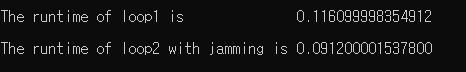 The runtime of loop1 is              0.116099998354912
The runtime of loop2 with jamming is 0.091200001537800